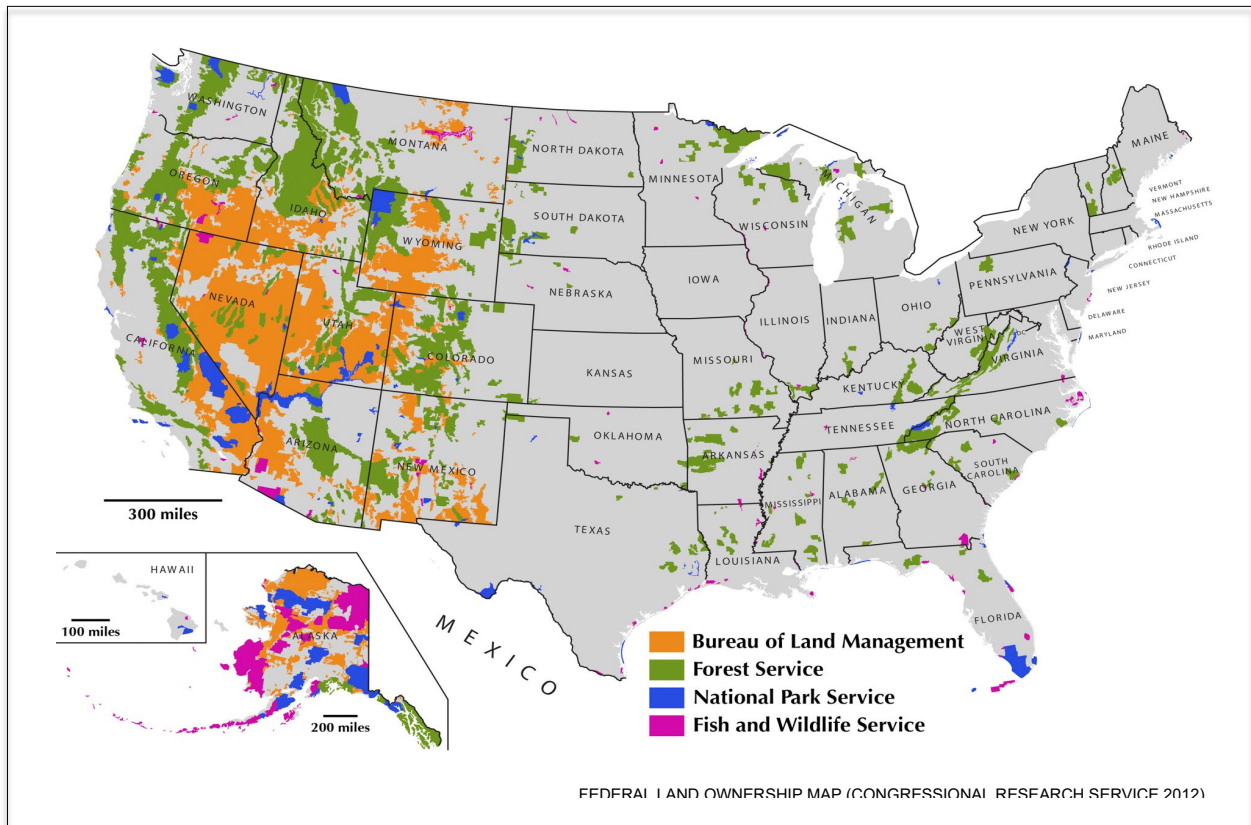 WASHINGTON
MONTANA
NORTH DAKOTA
MINNESOTA
MAINE
OREGON
IDAHO
WYOMING
SOUTH DAKOTA
WISCONSIN
MICHIGAN
NEW YORK
VERMONT
NEW HAMPSHIRE
MASSACHUSETTS
RHODE ISLAND
CONNECTICUT
NEW JERSEY
DELAWARE
MARYLAND
NEVADA
UTAH
COLORADO
NEBRASKA
IOWA
ILLINOIS
INDIANA
OHIO
PENNSYLVANIA
CALIFORNIA
KANSAS
MISSOURI
KENTUCKY
WEST
VIRGINIA
DC
VIRGINIA
ARIZONA
NEW MEXICO
OKLAHOMA
ARKANSAS
TENNESSEE
NORTH CAROLINA
SOUTH
CAROLINA
TEXAS
LOUISIANA
MISSISSIPPI
ALABAMA
GEORGIA
FLORIDA
300 miles
HAWAII
100 miles
ALASKA
200 miles
MEXICO
Bureau of Land Management
Forest Service
National Park Service
Fish and Wildlife Service
FEDERAL LAND OWNERSHIP MAP (CONGRESSIONAL RESEARCH SERVICE 2012)